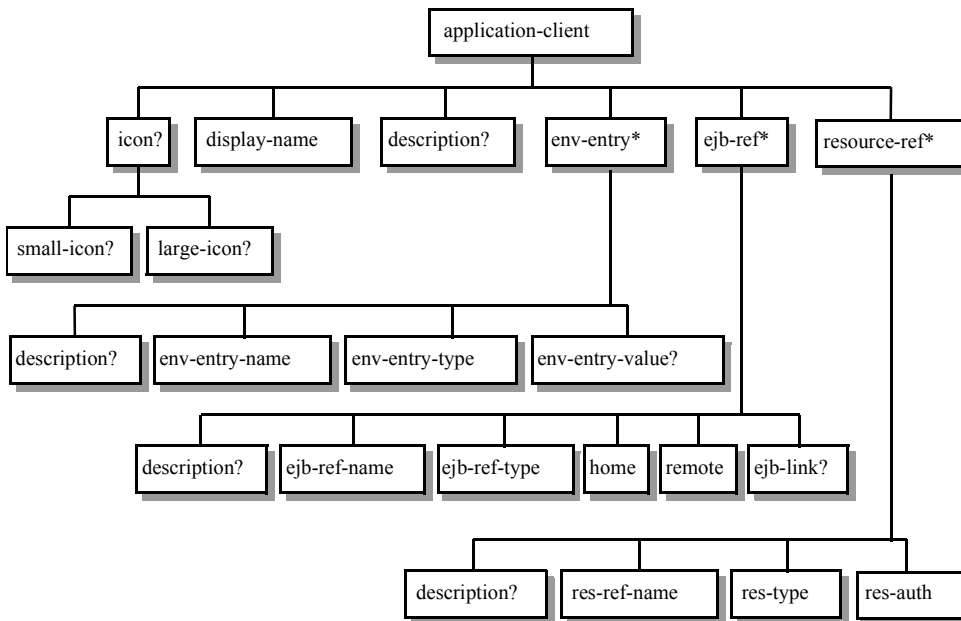 application-client
icon?
display-name
description?
env-entry*
ejb-ref*
resource-ref*
small-icon?
large-icon?
description?
env-entry-name
env-entry-type
env-entry-value?
description?
ejb-ref-name
ejb-ref-type
home
remote
ejb-link?
description?
res-ref-name
res-type
res-auth